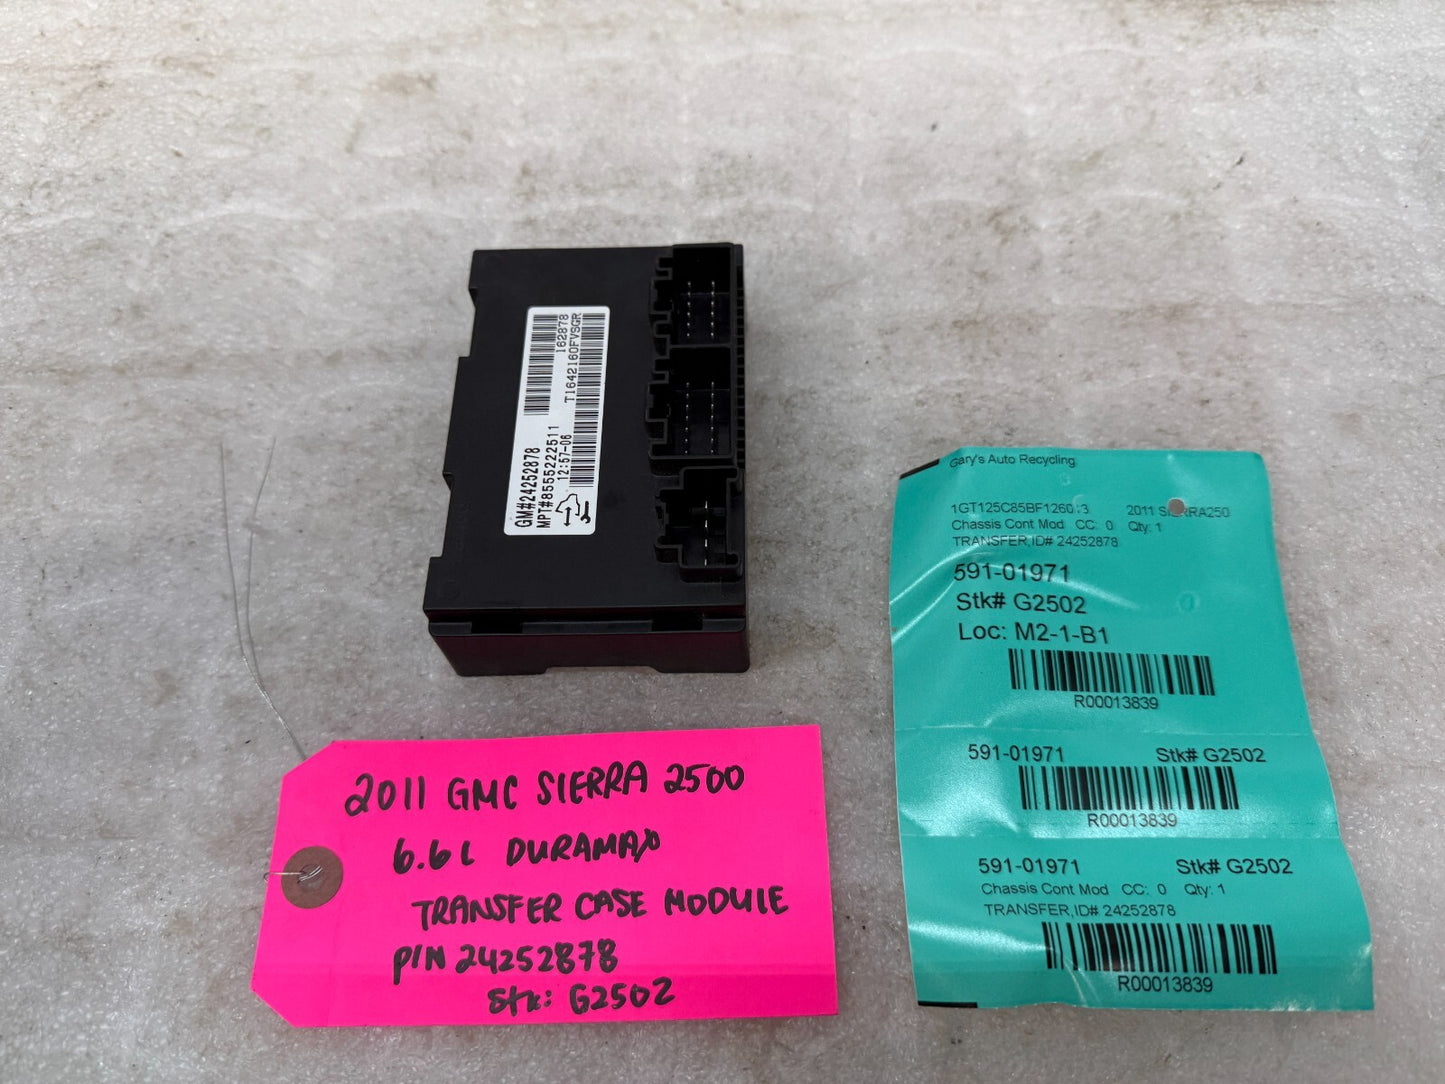 GM#24252878
MPT#8555222511
12:57-06
162878
T1642160FVSGR
2011 GMC SIERRA 2500
6.6L DURAMAX
TRANSFER CASE MODULE
P/N 24252878
Stk: G2502
Gary's Auto Recycling
2011 SIERRA250
Chassis Cont Mod CC: 0 Qty: 1
TRANSFER,ID# 24252878
591-01971
Stk# G2502
Loc: M2-1-B1
R00013839
591-01971 Stk# G2502
R00013839
591-01971 Stk# G2502
Chassis Cont Mod CC: 0 Qty: 1
TRANSFER,ID# 24252878
R00013839